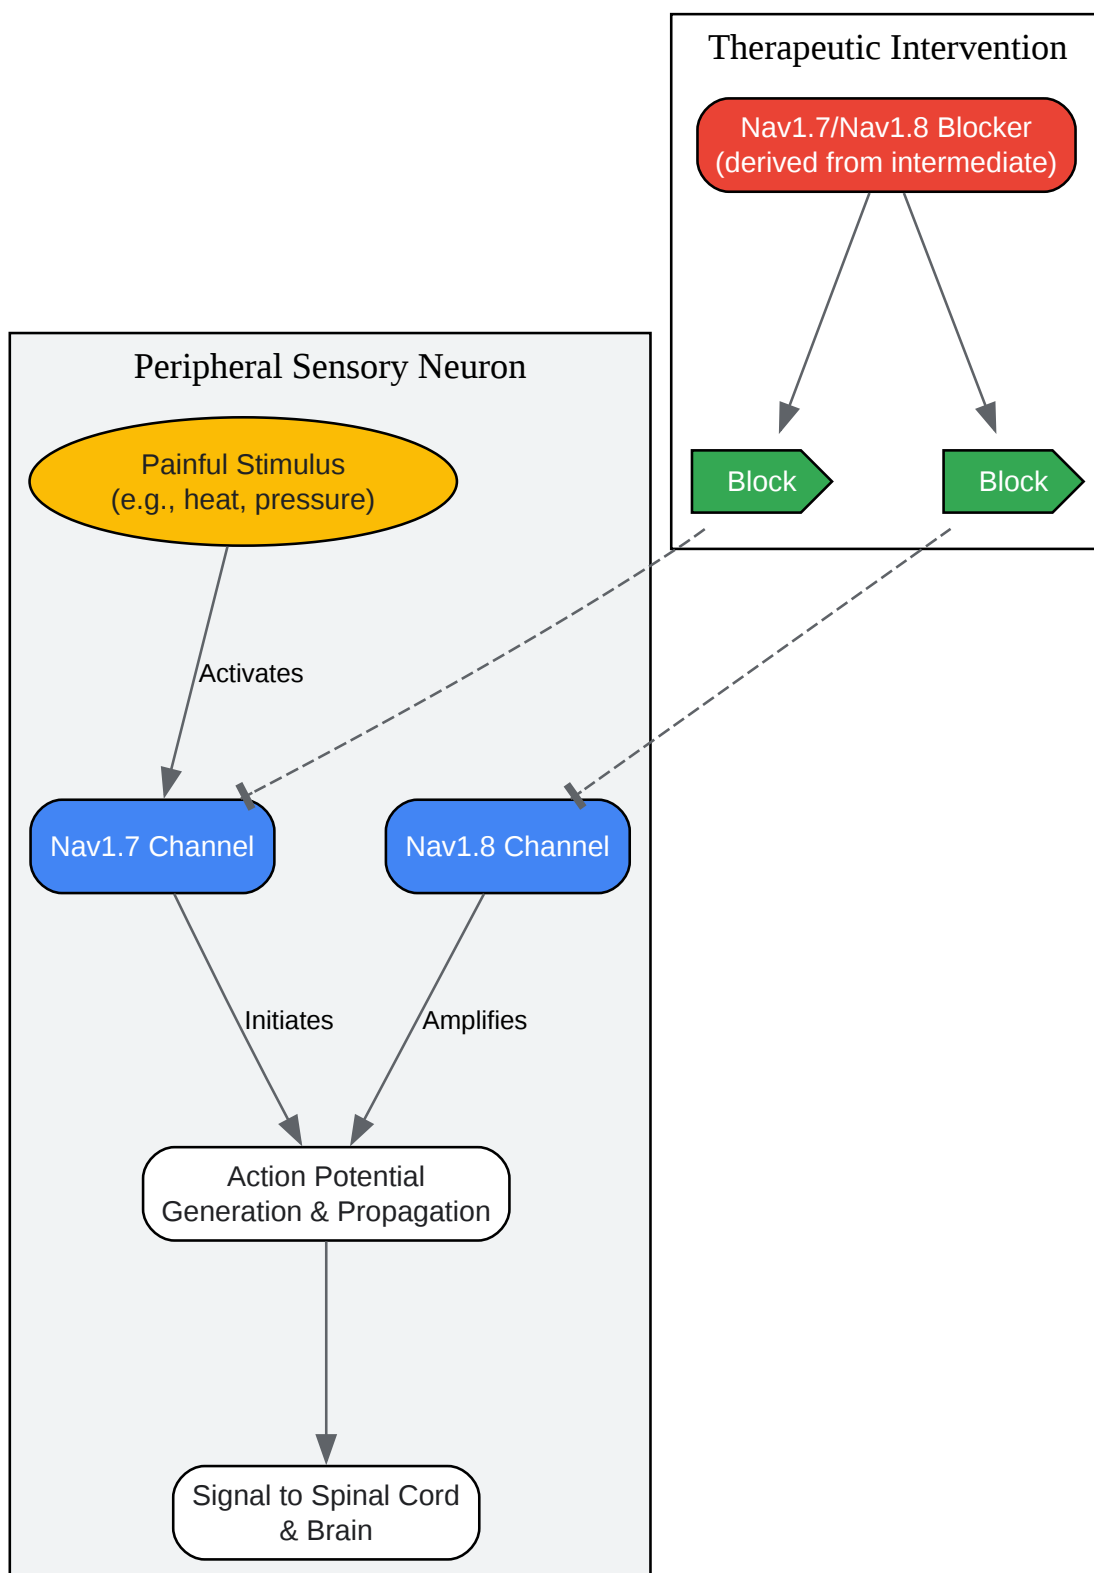 Therapeutic Intervention
Nav1.7/Nav1.8 Blocker
(derived from intermediate)
Block
Block
Peripheral Sensory Neuron
Painful Stimulus
(e.g., heat, pressure)
Activates
Nav1.7 Channel
Nav1.8 Channel
Initiates
Amplifies
Action Potential
Generation & Propagation
Signal to Spinal Cord
& Brain